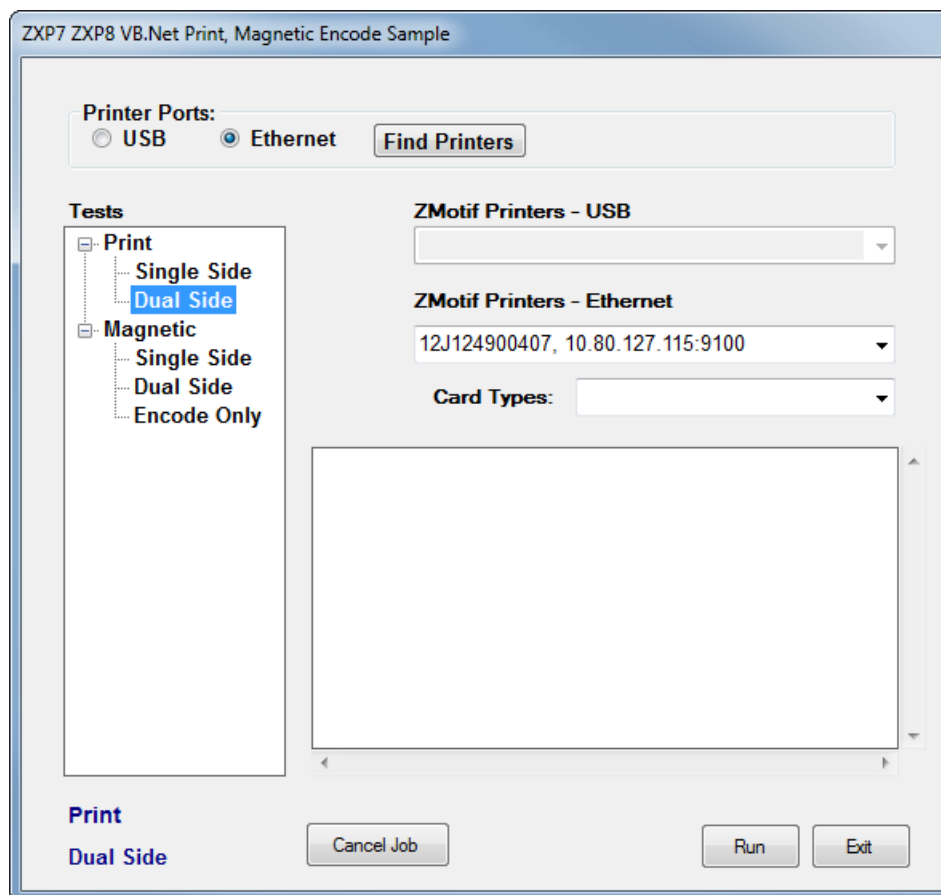 ZXP7 ZXP8 VB.Net Print, Magnetic Encode Sample
Printer Ports:
USB Ethernet Find Printers
Tests
Print
Single Side
Dual Side
Magnetic
Single Side
Dual Side
Encode Only
ZMotif Printers - USB
ZMotif Printers - Ethernet
12J124900407, 10.80.127.115:9100
Card Types:
Print
Dual Side
Cancel Job Run Exit